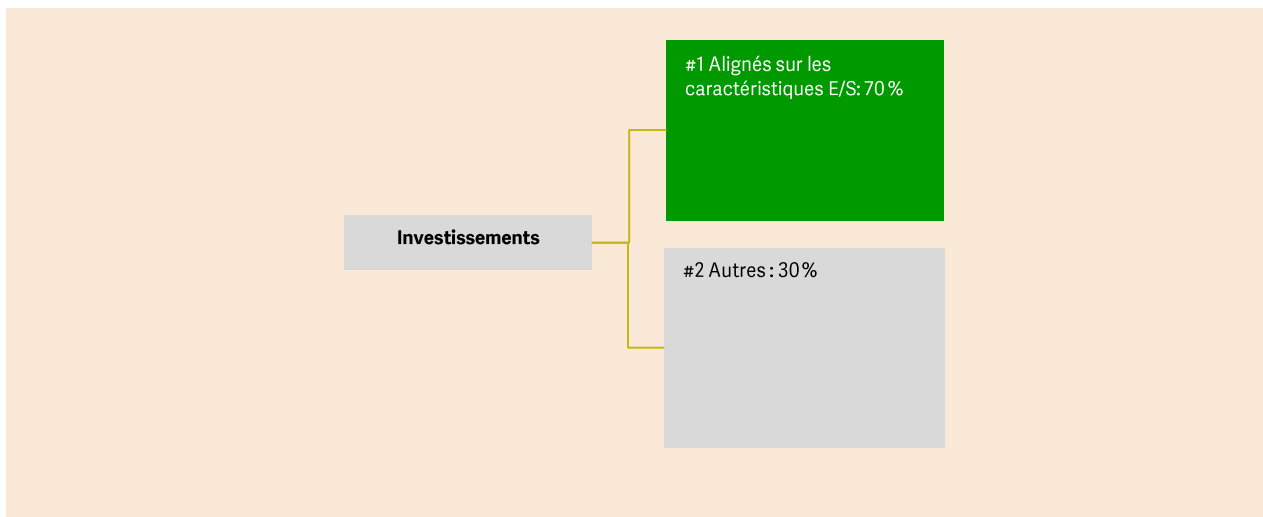 #1 Alignés sur les
caractéristiques E/S: 70 %
Investissements
#2 Autres : 30 %